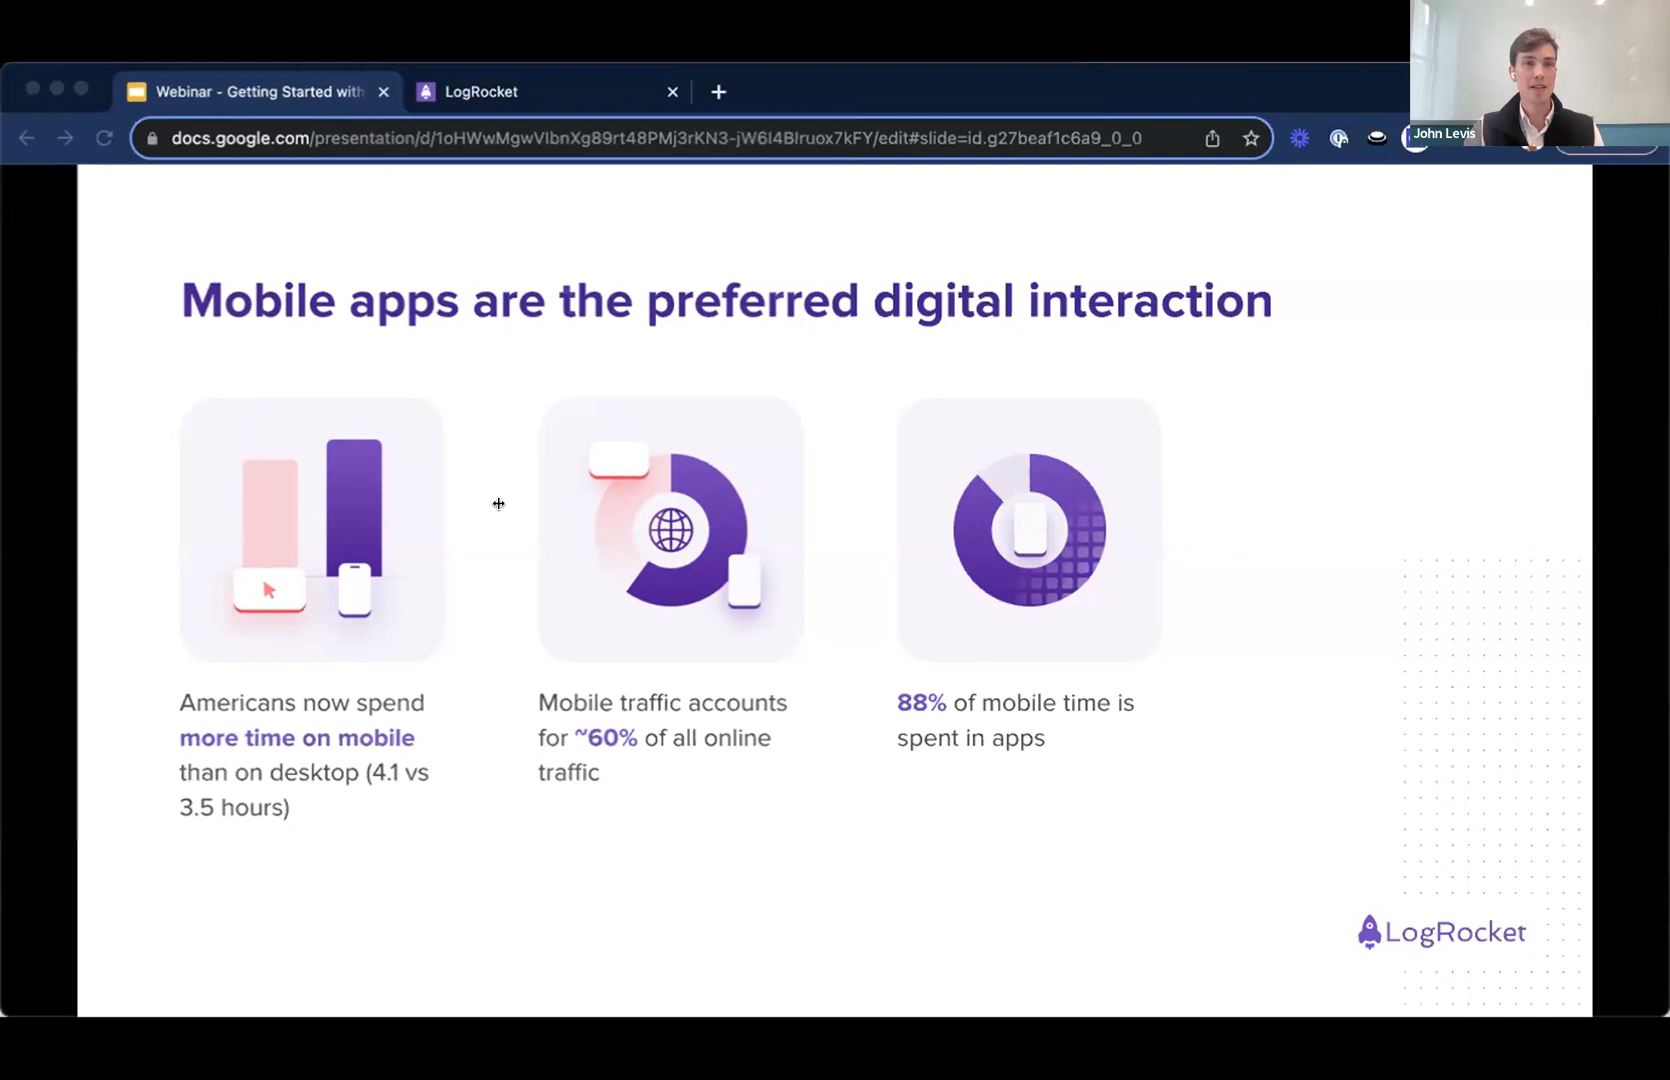 Webinar - Getting Started with
LogRocket
docs.google.com/presentation/d/1oHWwMgwVlbnXg89rt48PMj3rKN3-jW6I4BIruox7kFY/edit#slide=id.g27beaf1c6a9_0_0
John Levis
Mobile apps are the preferred digital interaction
Americans now spend
more time on mobile
than on desktop (4.1 vs
3.5 hours)
Mobile traffic accounts
for ~60% of all online
traffic
88% of mobile time is
spent in apps
LogRocket